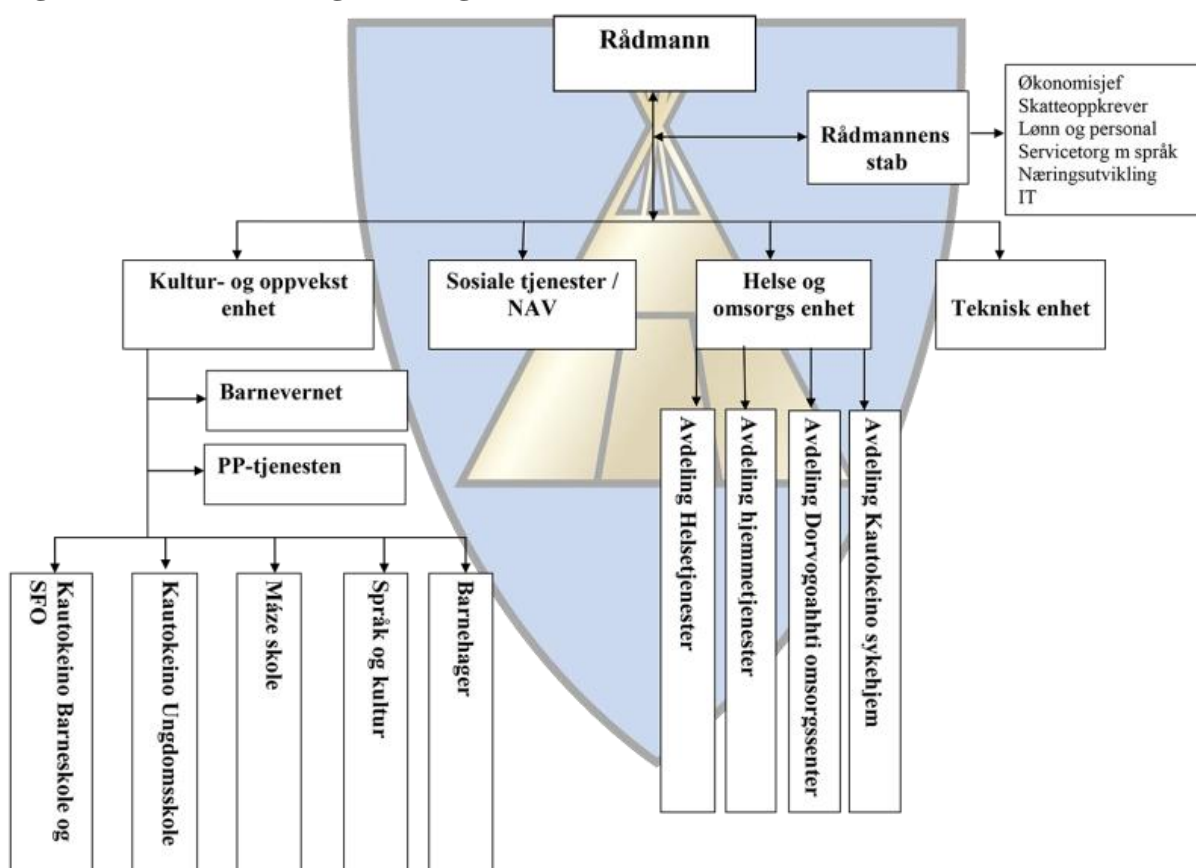 Rådmann
Økonomisjef
Skatteoppkrever
Lønn og personal
Servicetorg m språk
Næringsutvikling
IT
Rådmannens
stab
Kultur- og oppvekst
enhet
Sosiale tjenester /
NAV
Helse og
omsorgs enhet
Teknisk enhet
Barnevernet
PP-tjenesten
Avdeling Helsetjenester
Avdeling hjemmetjenester
Avdeling Dorvogoahhti omsorgssenter
Avdeling Kautokeino sykehjem
Kautokeino Barneskole og
SFO
Kautokeino Ungdomsskole
Máze skole
Språk og kultur
Barnehager